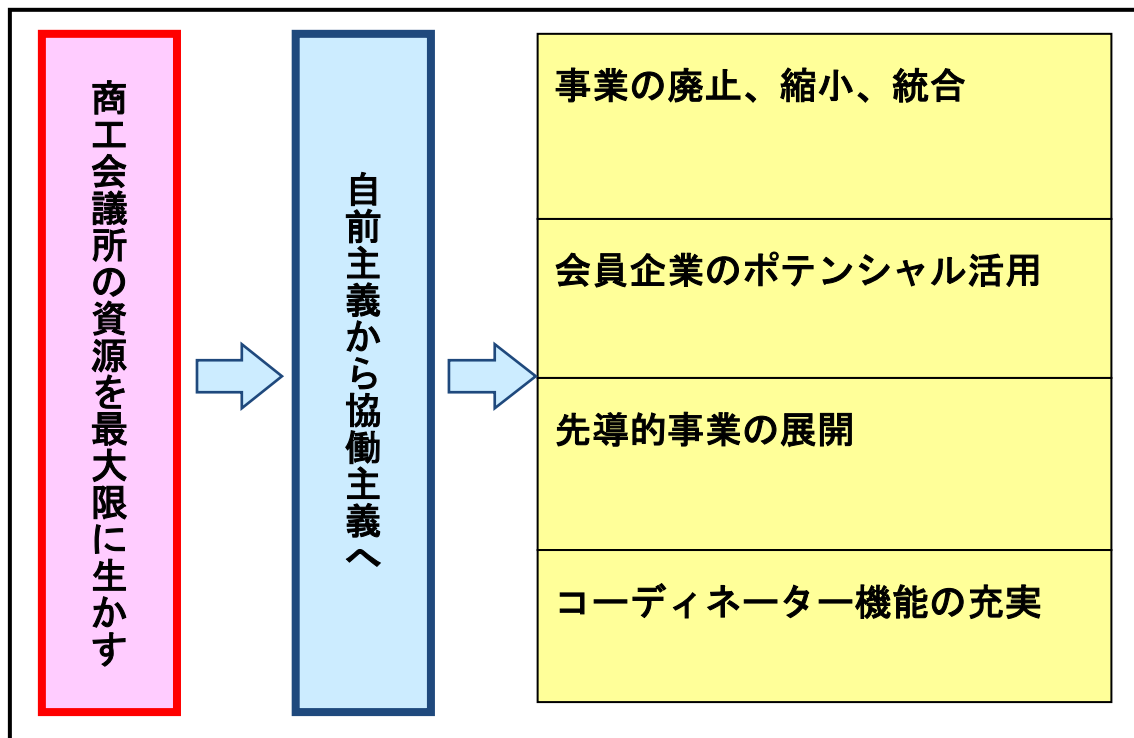 商工会議所の資源を最大限に生かす
自前主義から協働主義へ
事業の廃止、縮小、統合
会員企業のポテンシャル活用
先導的事業の展開
コーディネーター機能の充実